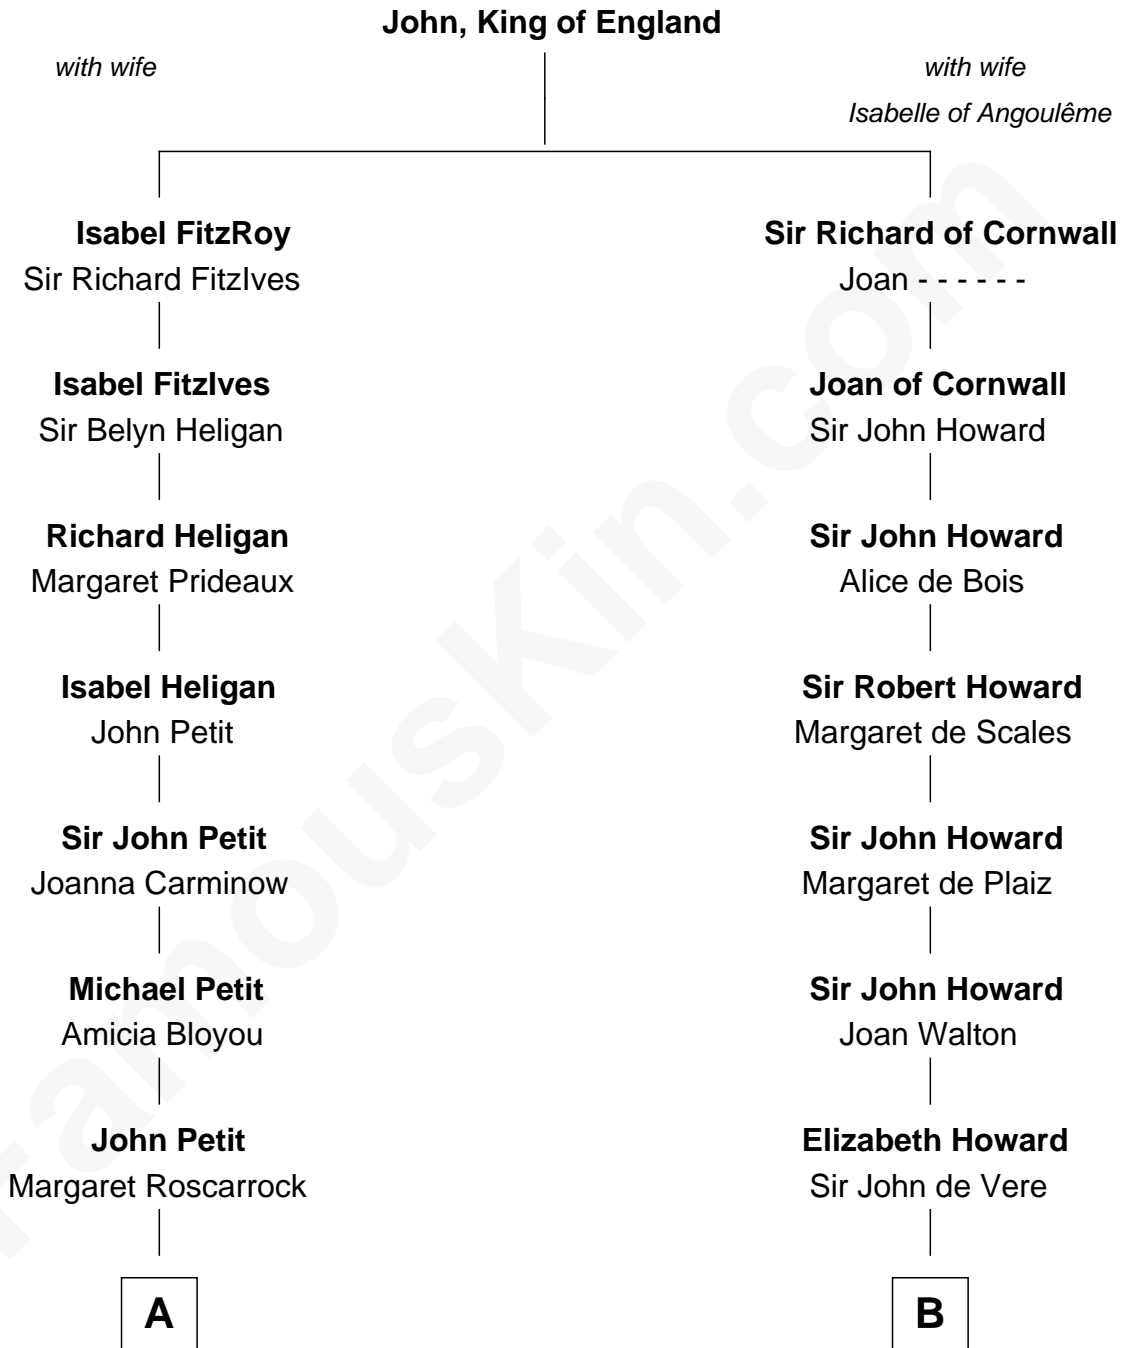 John, King of England
with wife
with wife
Isabelle of Angoulême
Isabel FitzRoy
Sir Richard FitzIves
Sir Richard of Cornwall
Joan - - - - - -
Isabel FitzIves
Sir Belyn Heligan
Joan of Cornwall
Sir John Howard
Richard Heligan
Margaret Prideaux
Sir John Howard
Alice de Bois
Isabel Heligan
John Petit
Sir Robert Howard
Margaret de Scales
Sir John Petit
Joanna Carminow
Sir John Howard
Margaret de Plaiz
Michael Petit
Amicia Bloyou
Sir John Howard
Joan Walton
John Petit
Margaret Roscarrock
Elizabeth Howard
Sir John de Vere
A
B
FamousKin.com